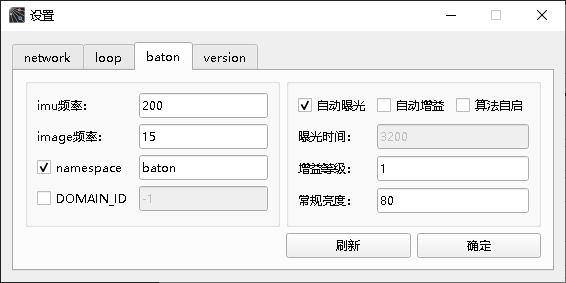 设置
network loop baton version
imu频率: 200
image频率: 15
namespace baton
DOMAIN_ID -1
自动曝光 自动增益 算法自启
曝光时间: 3200
增益等级: 1
常规亮度: 80
刷新 确定